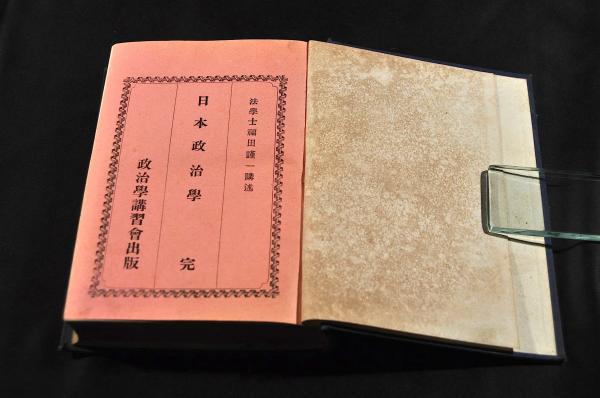 法學士福田謹一講述
日本政治學 完
政治學講習會出版